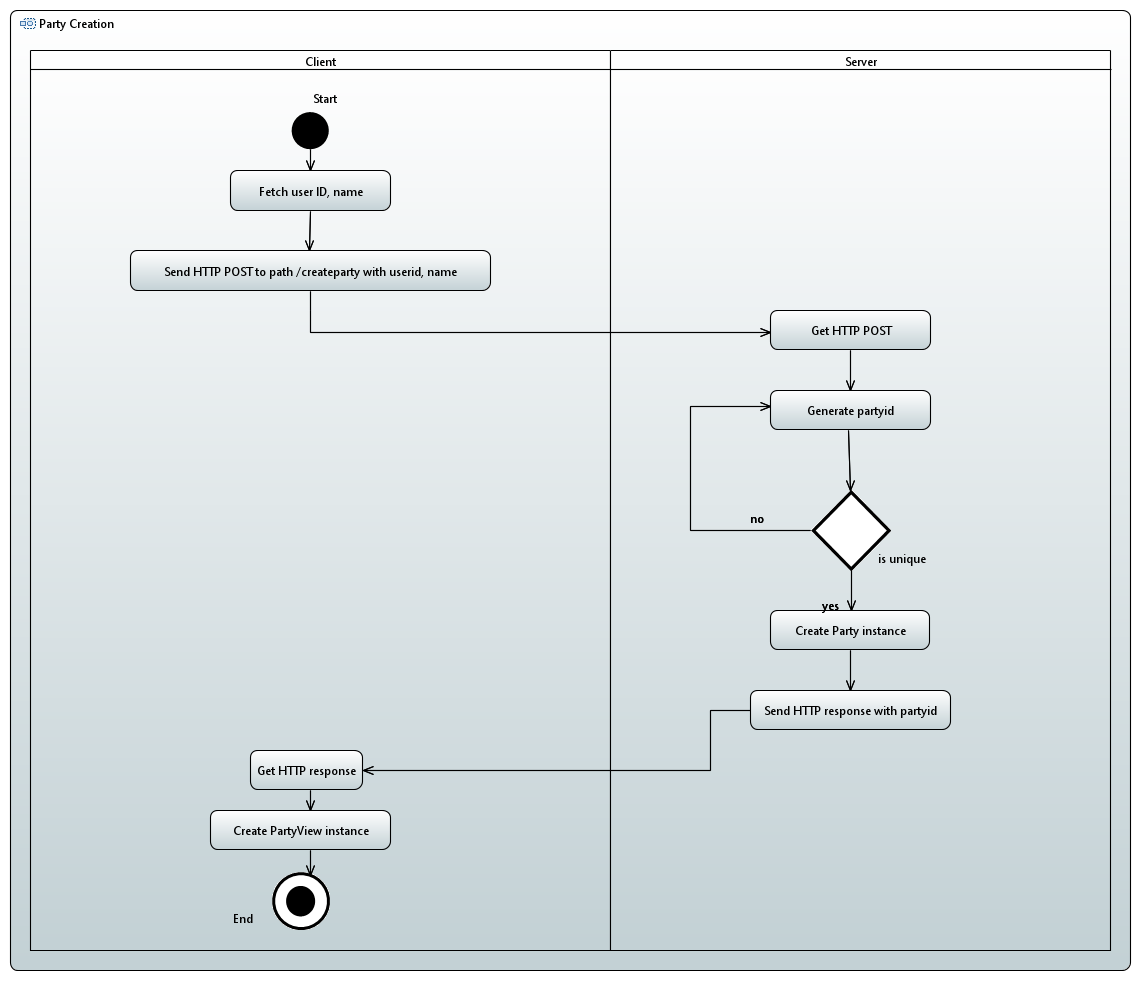 Party Creation
Client
Server
Start
Fetch user ID, name
Send HTTP POST to path /createparty with userid, name
Get HTTP POST
Generate partyid
no
is unique
yes
Create Party instance
Send HTTP response with partyid
Get HTTP response
Create PartyView instance
End